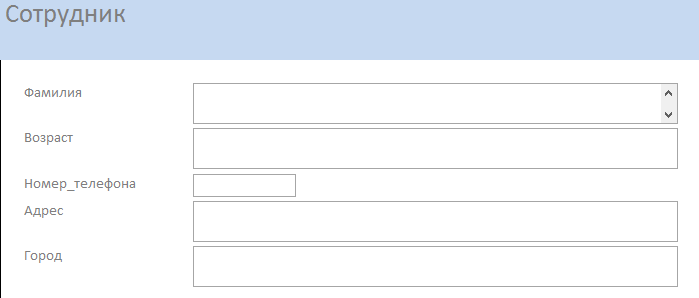 Сотрудник
Фамилия
Возраст
Номер_телефона
Адрес
Город